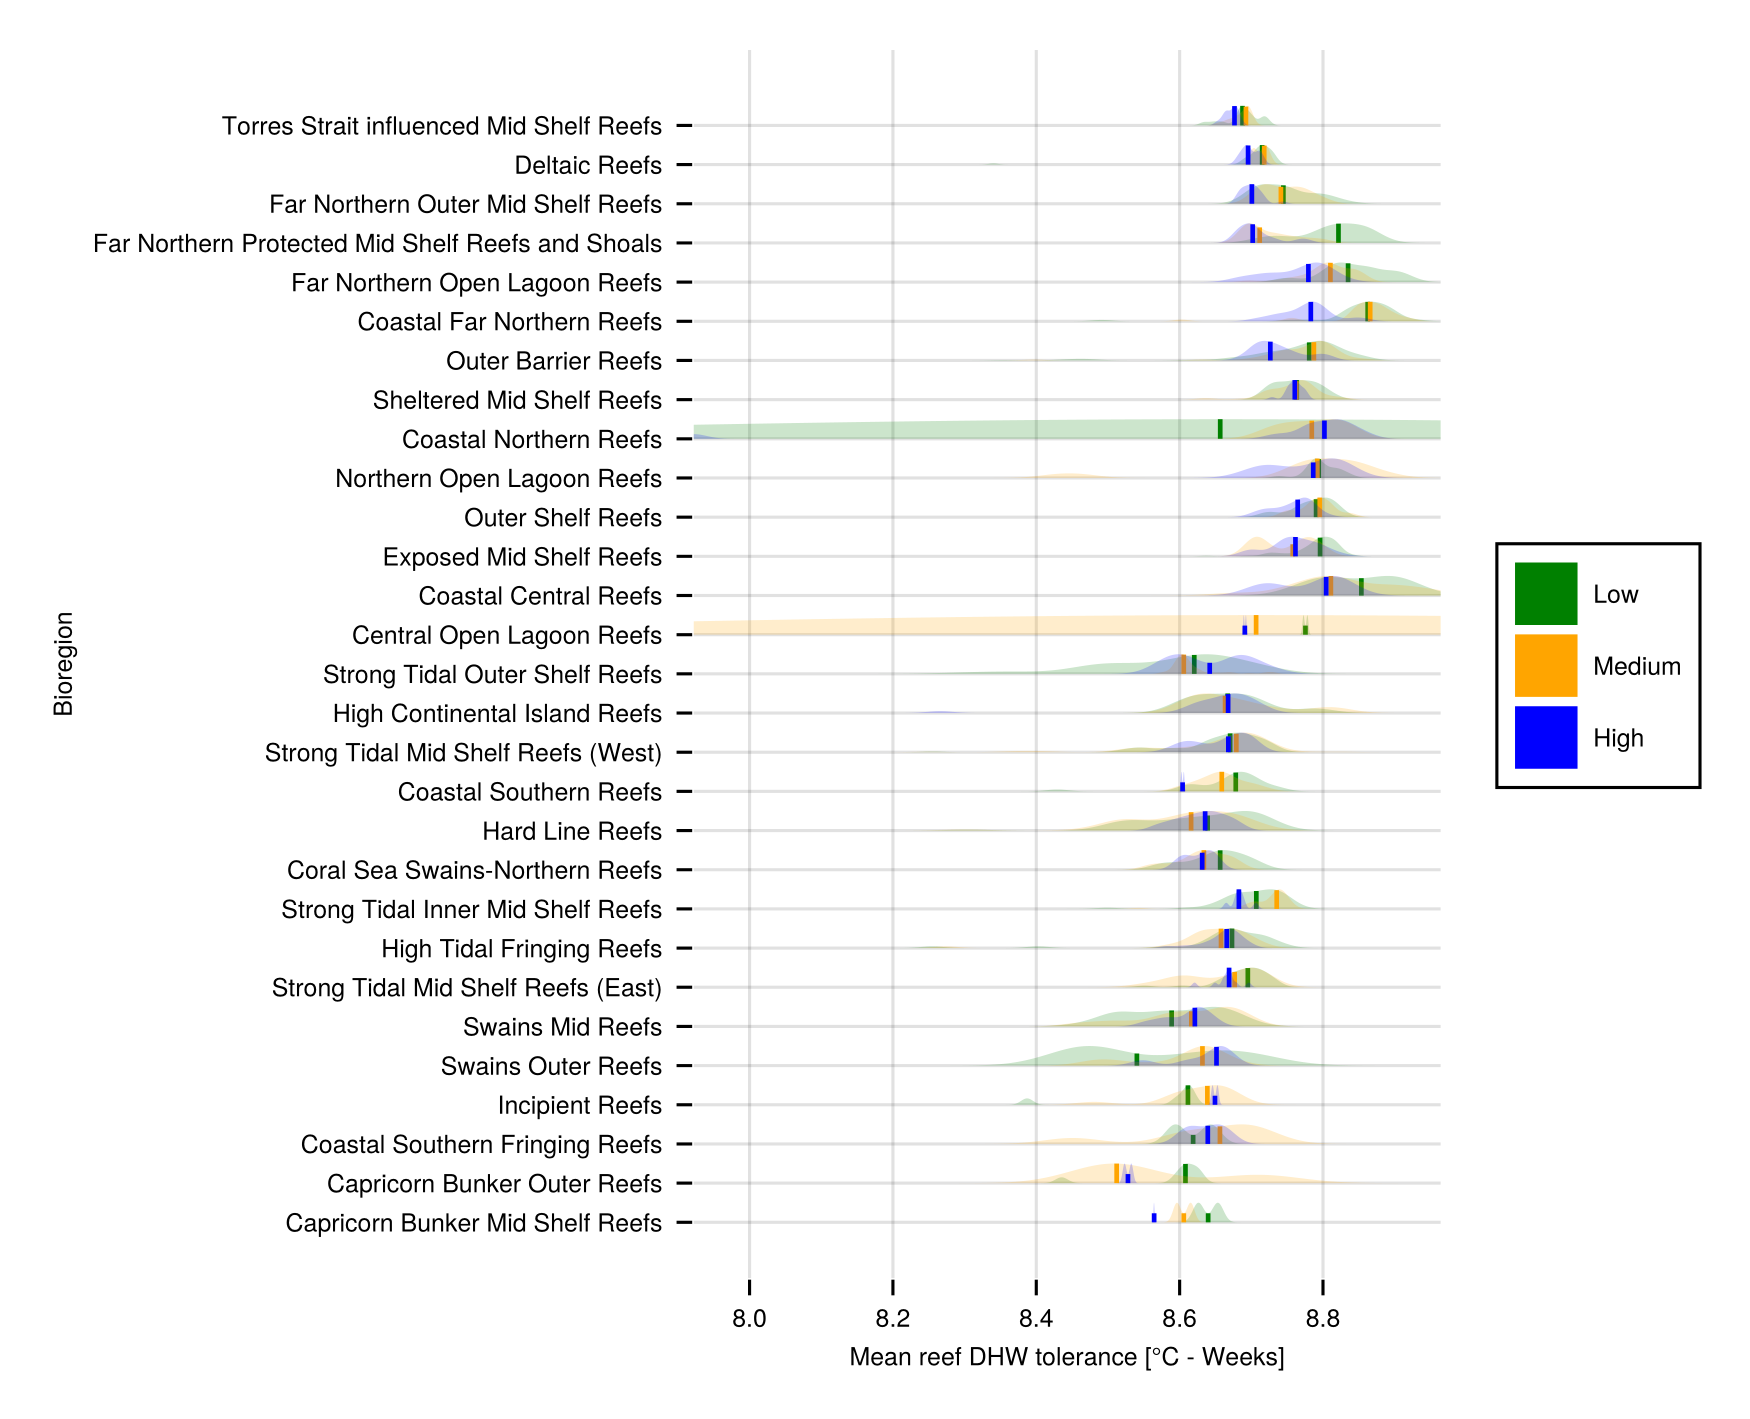 Torres Strait influenced Mid Shelf Reefs
Deltaic Reefs
Far Northern Outer Mid Shelf Reefs
Far Northern Protected Mid Shelf Reefs and Shoals
Far Northern Open Lagoon Reefs
Coastal Far Northern Reefs
Outer Barrier Reefs
Sheltered Mid Shelf Reefs
Coastal Northern Reefs
Northern Open Lagoon Reefs
Outer Shelf Reefs
Exposed Mid Shelf Reefs
Coastal Central Reefs
Central Open Lagoon Reefs
Strong Tidal Outer Shelf Reefs
High Continental Island Reefs
Strong Tidal Mid Shelf Reefs (West)
Coastal Southern Reefs
Hard Line Reefs
Coral Sea Swains-Northern Reefs
Strong Tidal Inner Mid Shelf Reefs
High Tidal Fringing Reefs
Strong Tidal Mid Shelf Reefs (East)
Swains Mid Reefs
Swains Outer Reefs
Incipient Reefs
Coastal Southern Fringing Reefs
Capricorn Bunker Outer Reefs
Capricorn Bunker Mid Shelf Reefs
Bioregion
8.0 8.2 8.4 8.6 8.8
Mean reef DHW tolerance [°C - Weeks]
Low
Medium
High